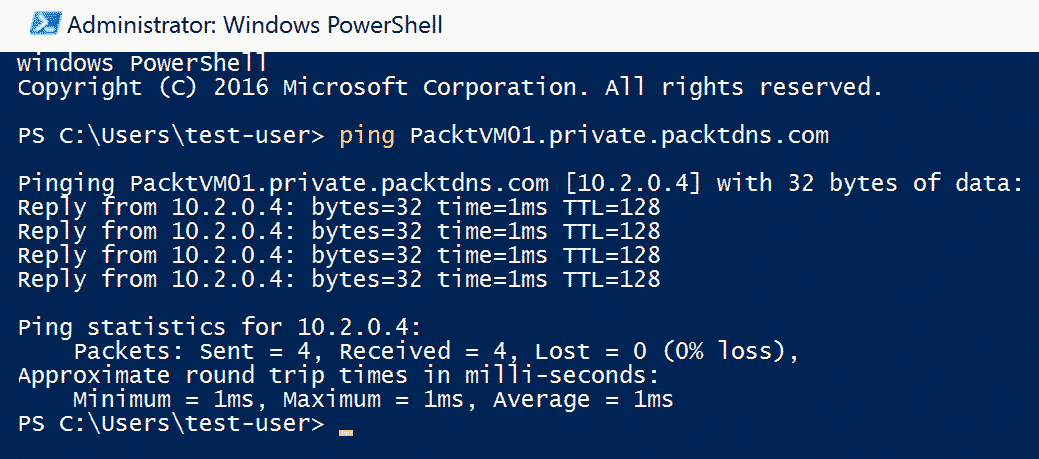 Administrator: Windows PowerShell
windows PowerShell
Copyright (C) 2016 Microsoft Corporation. All rights reserved.
PS C:\Users\test-user> ping PacktVM01.private.packtdns.com
Pinging PacktVM01.private.packtdns.com [10.2.0.4] with 32 bytes of data:
Reply from 10.2.0.4: bytes=32 time=1ms TTL=128
Reply from 10.2.0.4: bytes=32 time=1ms TTL=128
Reply from 10.2.0.4: bytes=32 time=1ms TTL=128
Reply from 10.2.0.4: bytes=32 time=1ms TTL=128
Ping statistics for 10.2.0.4:
    Packets: Sent = 4, Received = 4, Lost = 0 (0% loss),
Approximate round trip times in milli-seconds:
    Minimum = 1ms, Maximum = 1ms, Average = 1ms
PS C:\Users\test-user> _